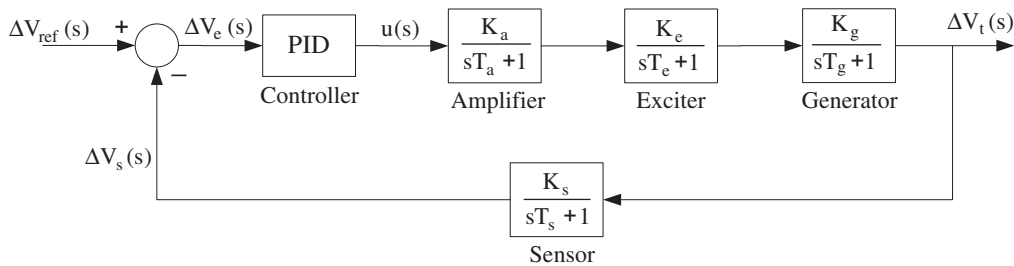 ΔV_ref(s)
+
−
ΔV_e(s)
PID
Controller
u(s)
K_a
sT_a +1
Amplifier
K_e
sT_e +1
Exciter
K_g
sT_g +1
Generator
ΔV_t(s)
ΔV_s(s)
K_s
sT_s +1
Sensor